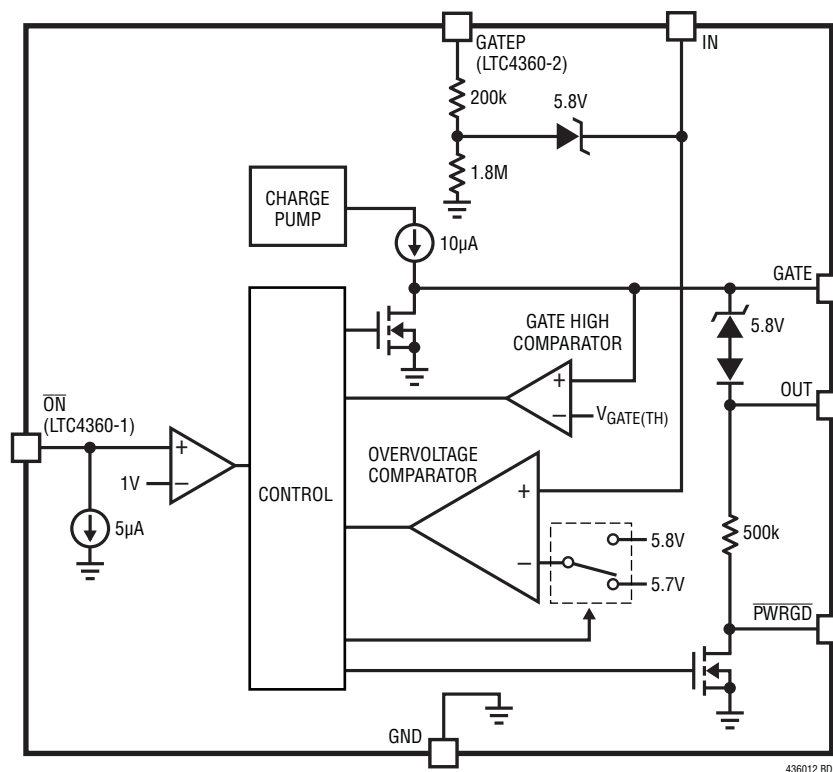 GATEP
(LTC4360-2)
IN
200k
5.8V
1.8M
CHARGE
PUMP
10µA
GATE
5.8V
GATE HIGH
COMPARATOR
+
–
VGATE(TH)
OUT
ON
(LTC4360-1)
+
1V
–
5µA
CONTROL
OVERVOLTAGE
COMPARATOR
+
–
5.8V
5.7V
500k
PWRGD
GND
436012 BD